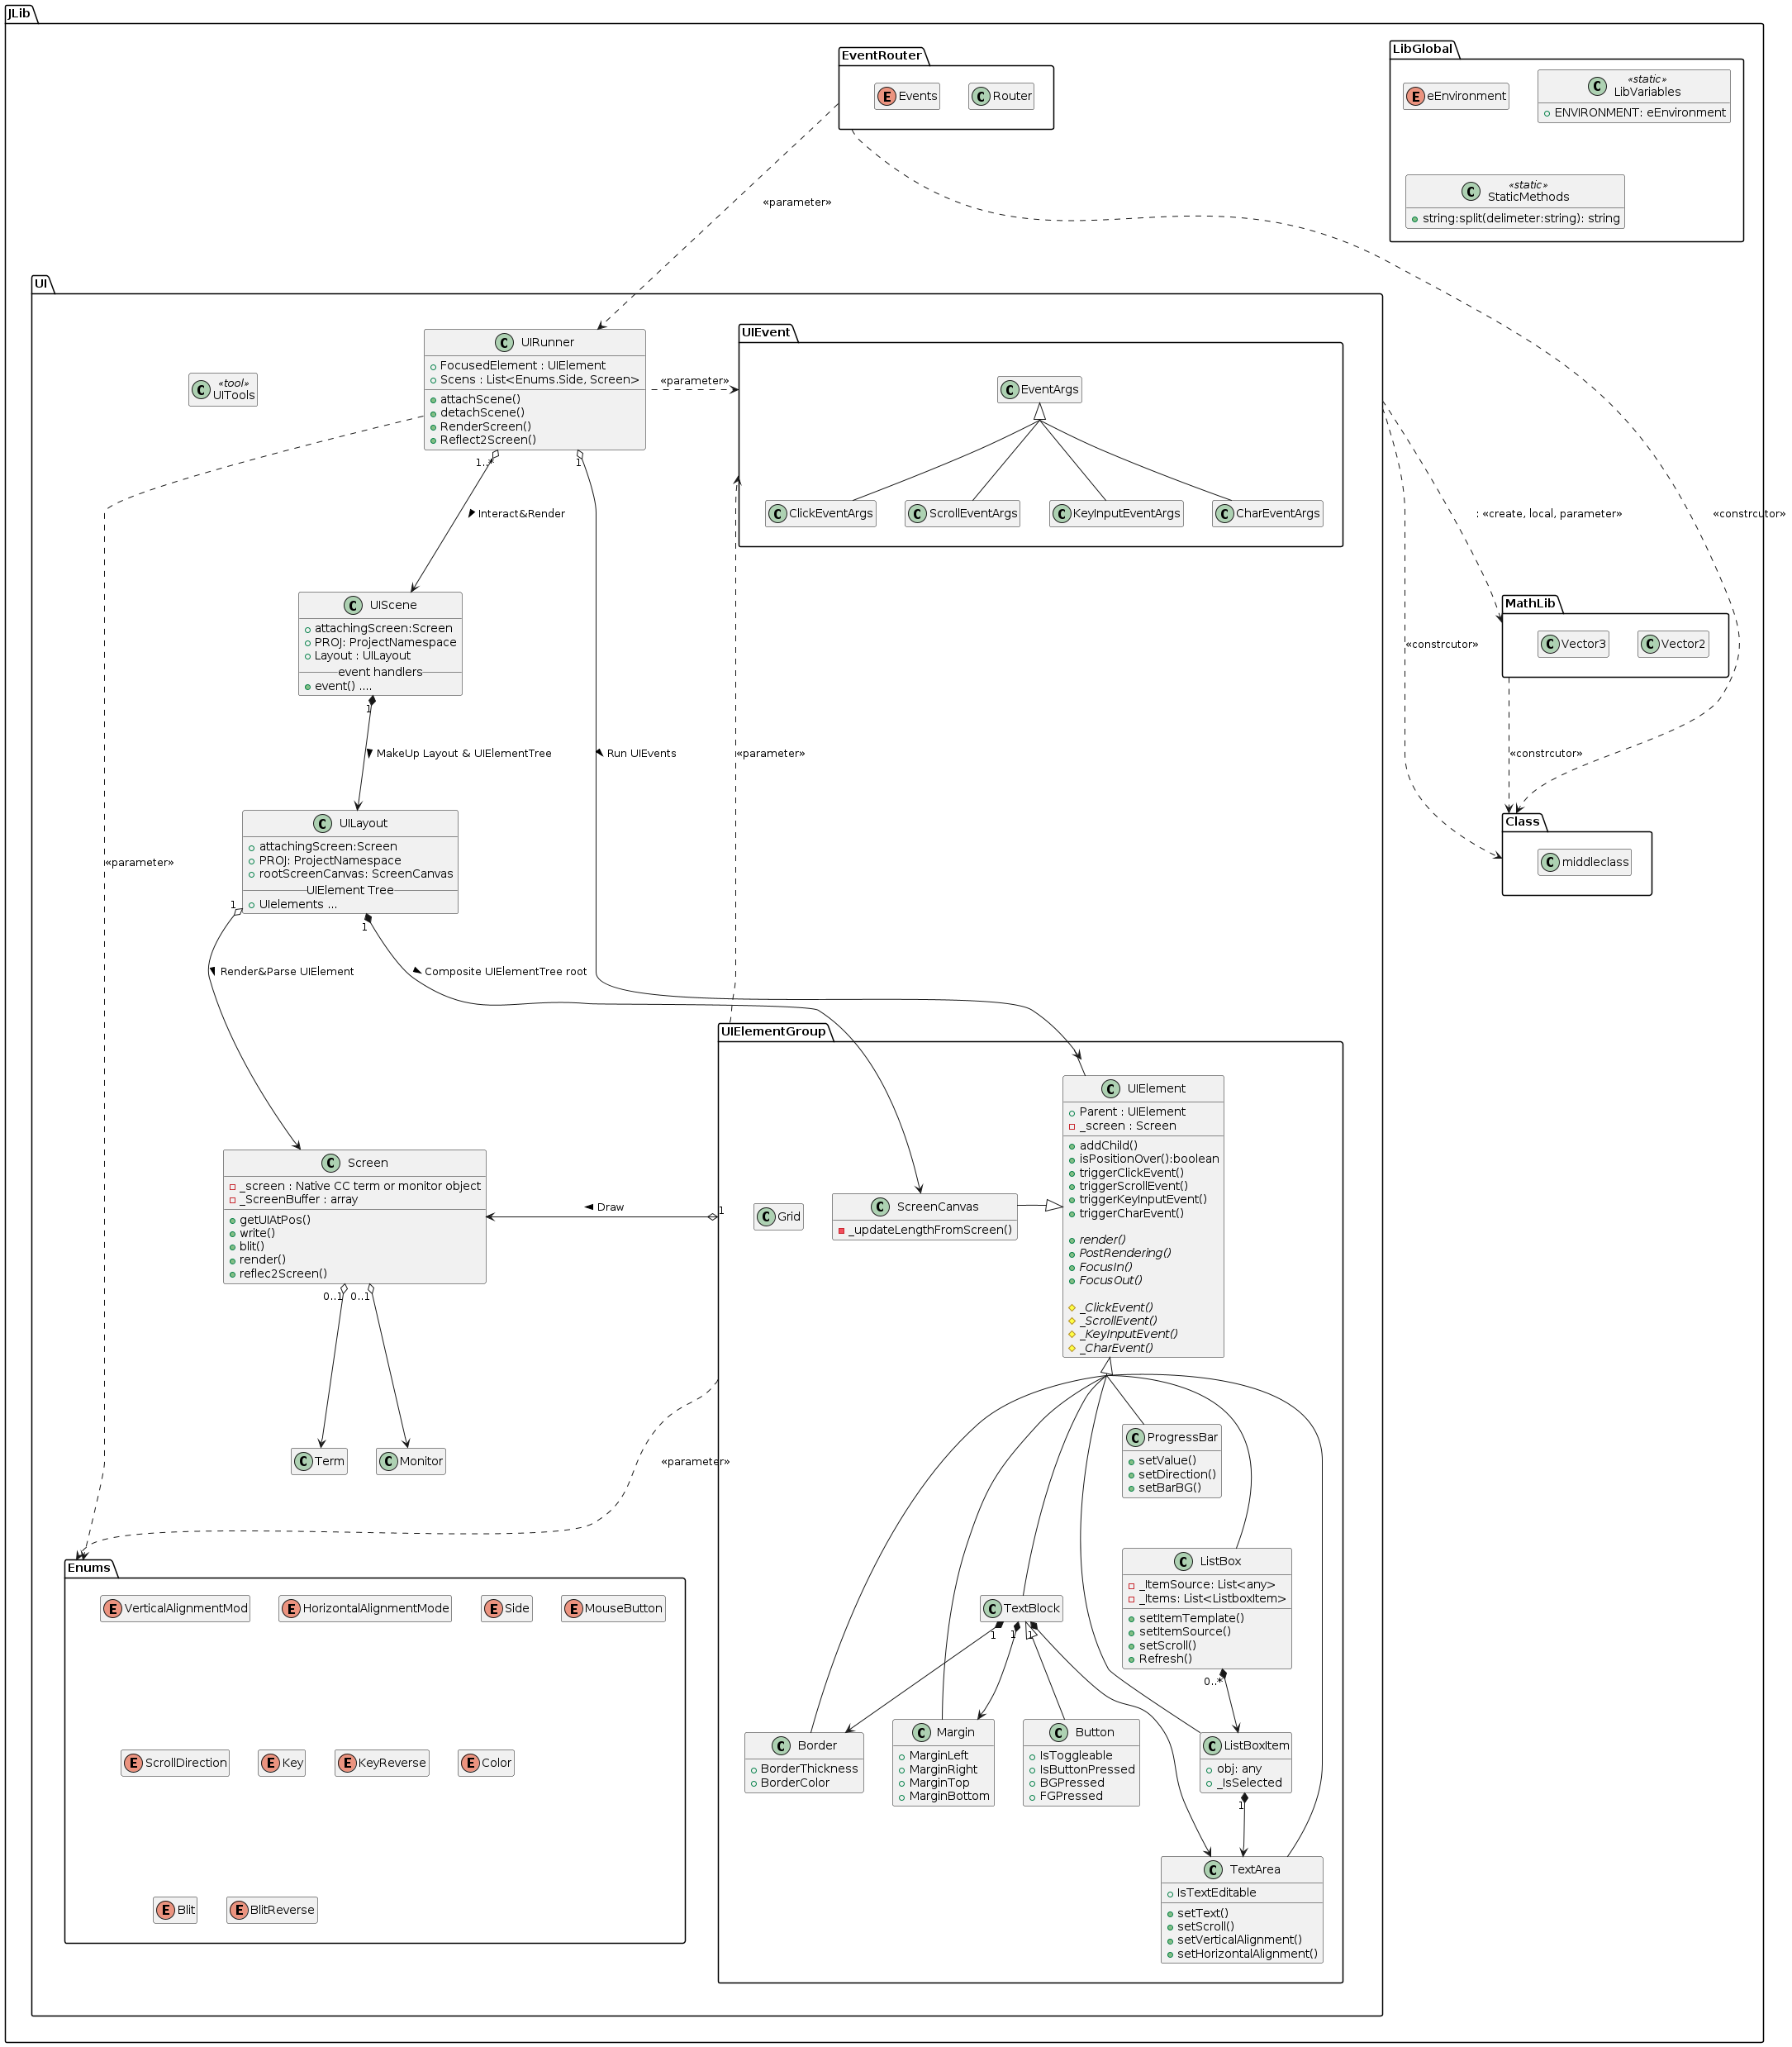 JLib
EventRouter
E Events
C Router
LibGlobal
E eEnvironment
C «static»
LibVariables
ENVIRONMENT: eEnvironment
C «static»
StaticMethods
string:split(delimeter:string): string
«parameter»
UI
C «tool»
UITools
C UIRunner
FocusedElement : UIElement
Scens : List<Enums.Side, Screen>
attachScene()
detachScene()
RenderScreen()
Reflect2Screen()
«parameter»
UIEvent
C EventArgs
C ClickEventArgs
C ScrollEventArgs
C KeyInputEventArgs
C CharEventArgs
1..*
1
Interact&Render
: «create, local, parameter»
«constrcutor»
C UIScene
attachingScreen:Screen
PROJ: ProjectNamespace
Layout : UILayout
event handlers
event() ....
1
MathLib
C Vector3
C Vector2
«constrcutor»
MakeUp Layout & UIElementTree
Run UIEvents
«parameter»
«constrcutor»
C UILayout
attachingScreen:Screen
PROJ: ProjectNamespace
rootScreenCanvas: ScreenCanvas
UIElement Tree
UIelements ...
Class
C middleclass
«parameter»
1
1
Render&Parse UIElement
Composite UIElementTree root
UIElementGroup
C UIElement
Parent : UIElement
_screen : Screen
addChild()
isPositionOver():boolean
triggerClickEvent()
triggerScrollEvent()
triggerKeyInputEvent()
triggerCharEvent()
render()
PostRendering()
FocusIn()
FocusOut()
_ClickEvent()
_ScrollEvent()
_KeyInputEvent()
_CharEvent()
C Screen
_screen : Native CC term or monitor object
_ScreenBuffer : array
getUIAtPos()
write()
blit()
render()
reflec2Screen()
Draw
1
C Grid
C ScreenCanvas
_updateLengthFromScreen()
0..1
0..1
C Term
C Monitor
«parameter»
C ProgressBar
setValue()
setDirection()
setBarBG()
C ListBox
_ItemSource: List<any>
_Items: List<ListboxItem>
setItemTemplate()
setItemSource()
setScroll()
Refresh()
0..*
C TextBlock
1
1
1
Enums
E VerticalAlignmentMod
E HorizontalAlignmentMode
E Side
E MouseButton
E ScrollDirection
E Key
E KeyReverse
E Color
E Blit
E BlitReverse
C Border
BorderThickness
BorderColor
C Margin
MarginLeft
MarginRight
MarginTop
MarginBottom
C Button
IsToggleable
IsButtonPressed
BGPressed
FGPressed
C ListBoxItem
obj: any
_IsSelected
1
C TextArea
IsTextEditable
setText()
setScroll()
setVerticalAlignment()
setHorizontalAlignment()